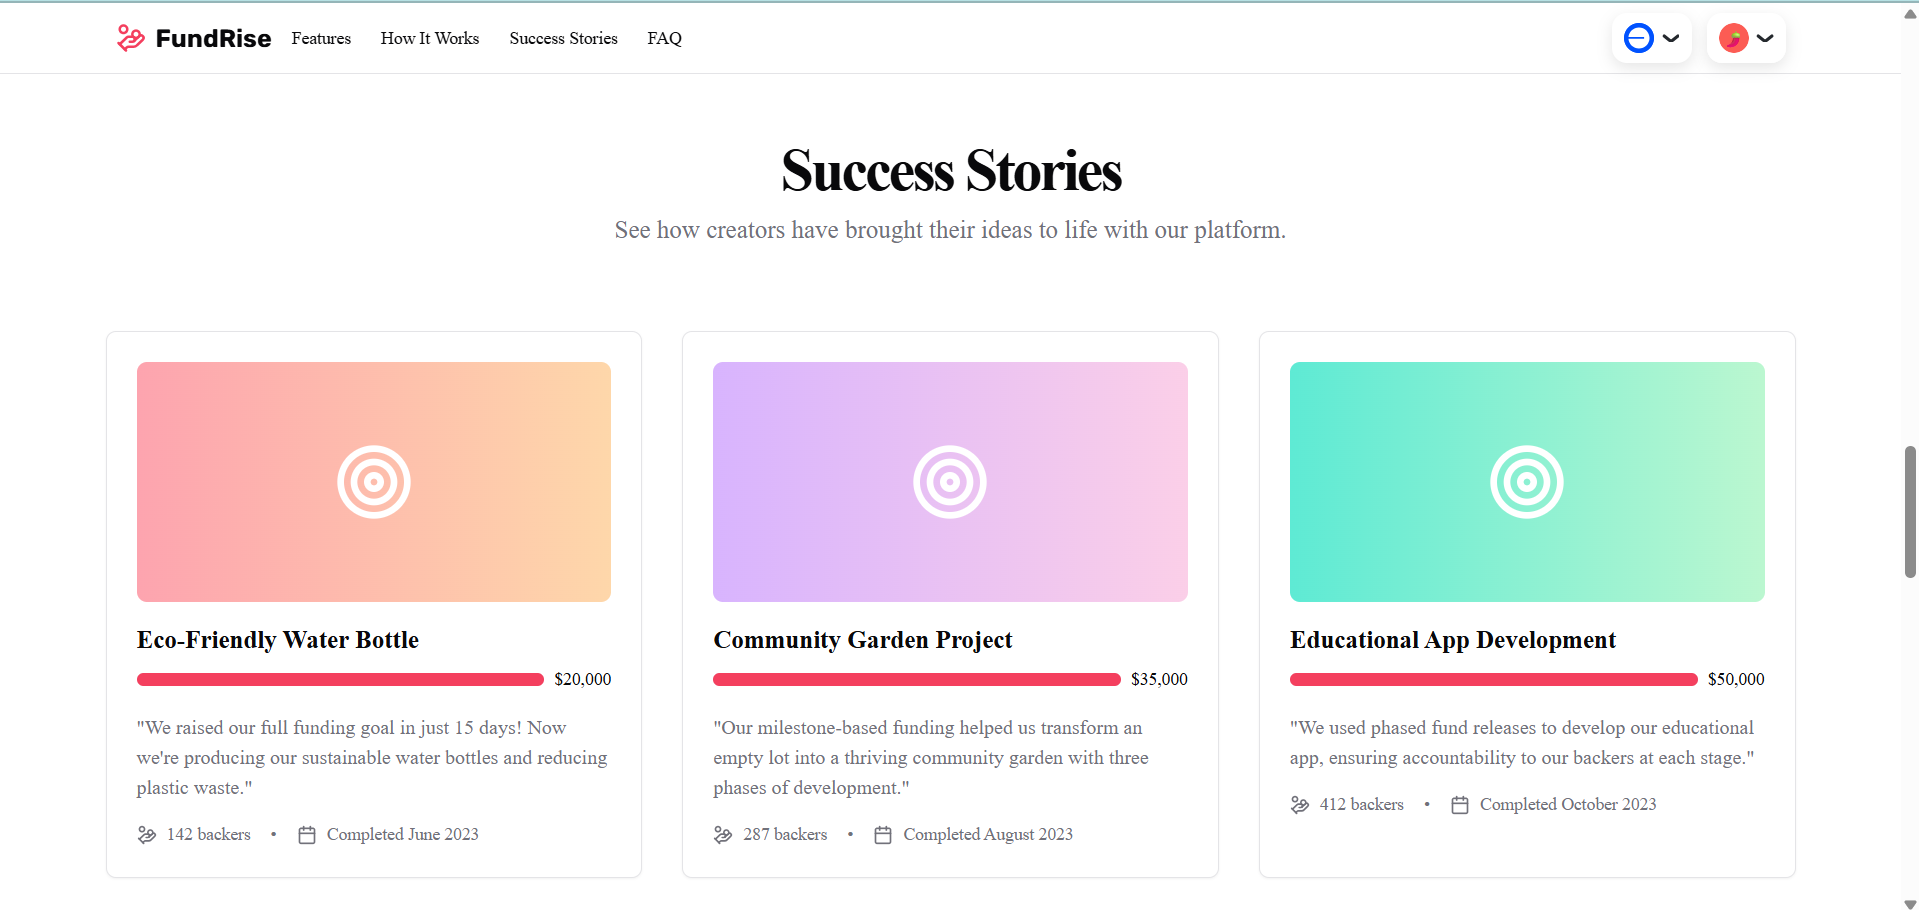 FundRise
Features
How It Works
Success Stories
FAQ
Success Stories
See how creators have brought their ideas to life with our platform.
Eco-Friendly Water Bottle
$20,000
"We raised our full funding goal in just 15 days! Now
we're producing our sustainable water bottles and reducing
plastic waste."
142 backers • Completed June 2023
Community Garden Project
$35,000
"Our milestone-based funding helped us transform an
empty lot into a thriving community garden with three
phases of development."
287 backers • Completed August 2023
Educational App Development
$50,000
"We used phased fund releases to develop our educational
app, ensuring accountability to our backers at each stage."
412 backers • Completed October 2023